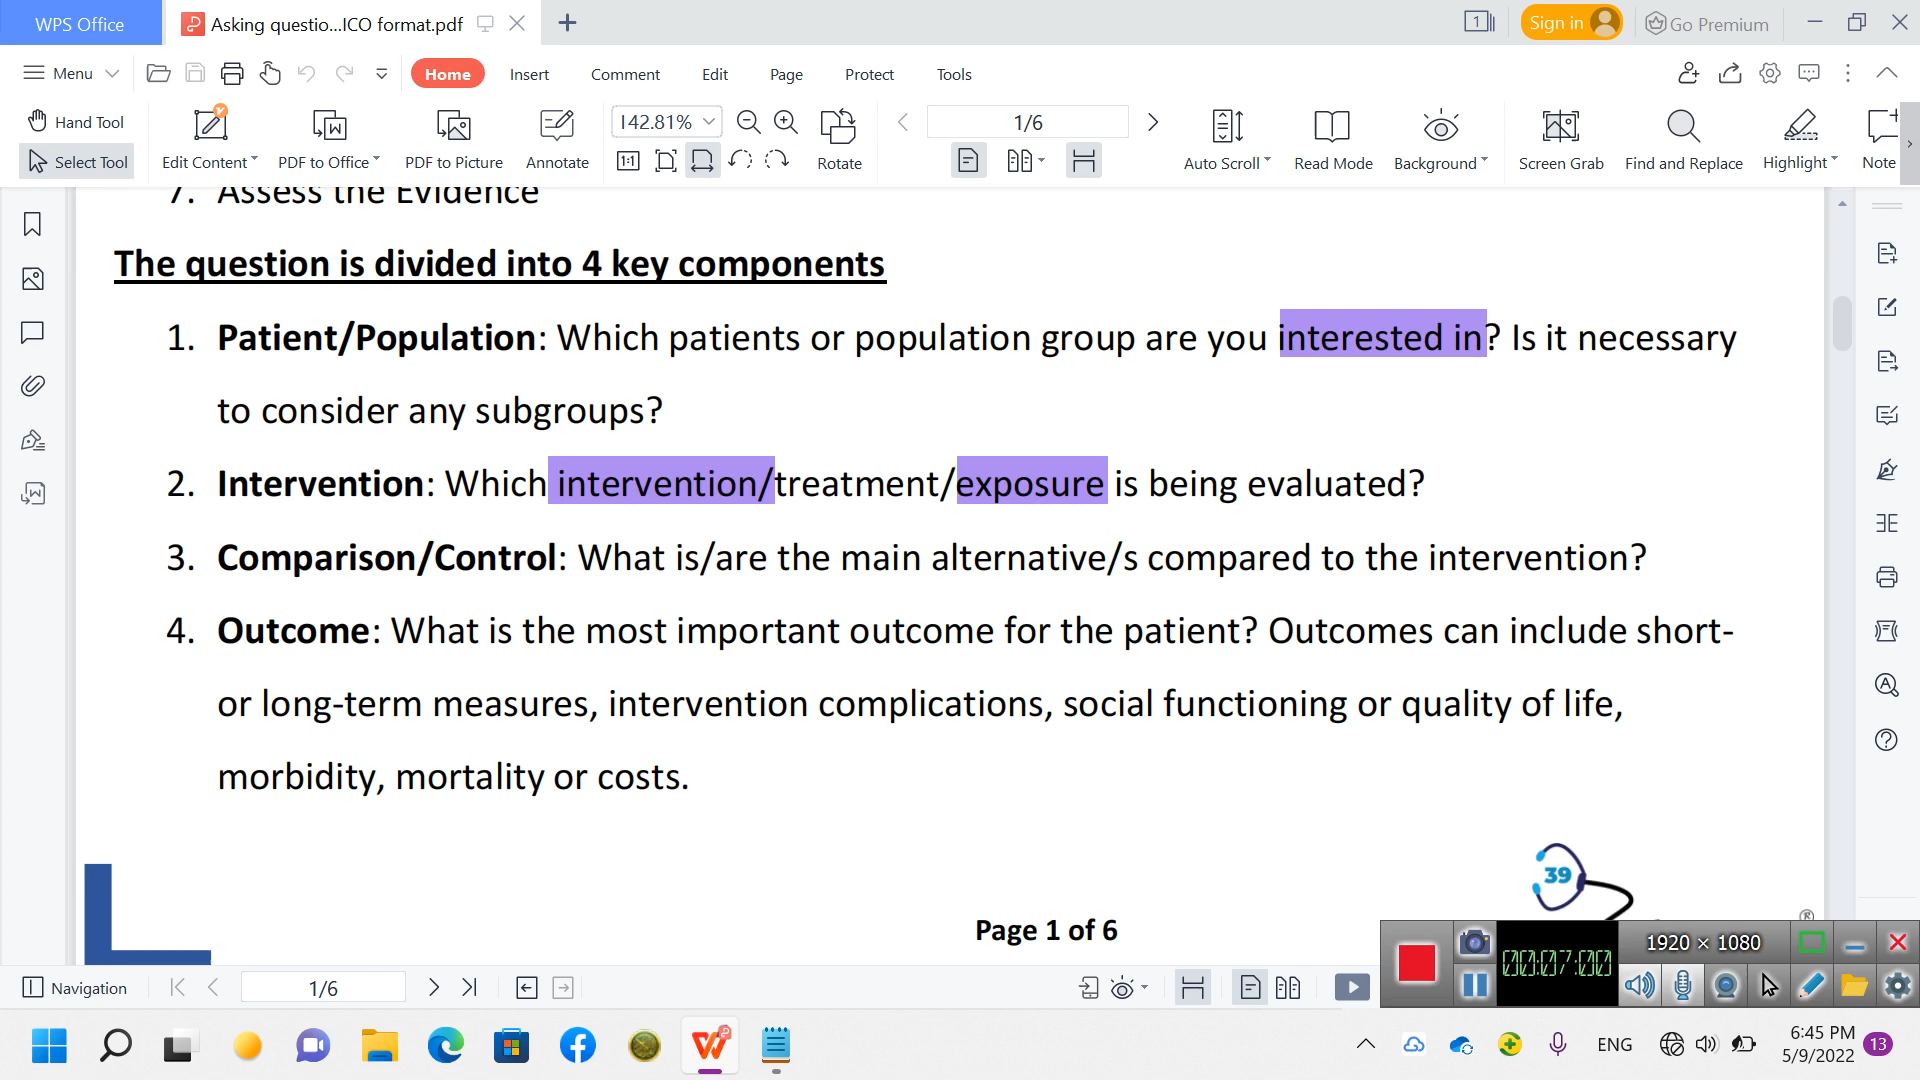 WPS Office
Asking questio...ICO format.pdf
1
Sign in
Go Premium
Menu
Home
Insert
Comment
Edit
Page
Protect
Tools
Hand Tool
Select Tool
Edit Content
PDF to Office
PDF to Picture
Annotate
142.81%
1:1
Rotate
1/6
Auto Scroll
Read Mode
Background
Screen Grab
Find and Replace
Highlight
Note
7. Assess the Evidence
The question is divided into 4 key components
1. Patient/Population: Which patients or population group are you interested in? Is it necessary
to consider any subgroups?
2. Intervention: Which intervention/treatment/exposure is being evaluated?
3. Comparison/Control: What is/are the main alternative/s compared to the intervention?
4. Outcome: What is the most important outcome for the patient? Outcomes can include short-
or long-term measures, intervention complications, social functioning or quality of life,
morbidity, mortality or costs.
39
Page 1 of 6
®
1920 × 1080
00:07:00
Navigation
1/6
ENG
6:45 PM
5/9/2022
13